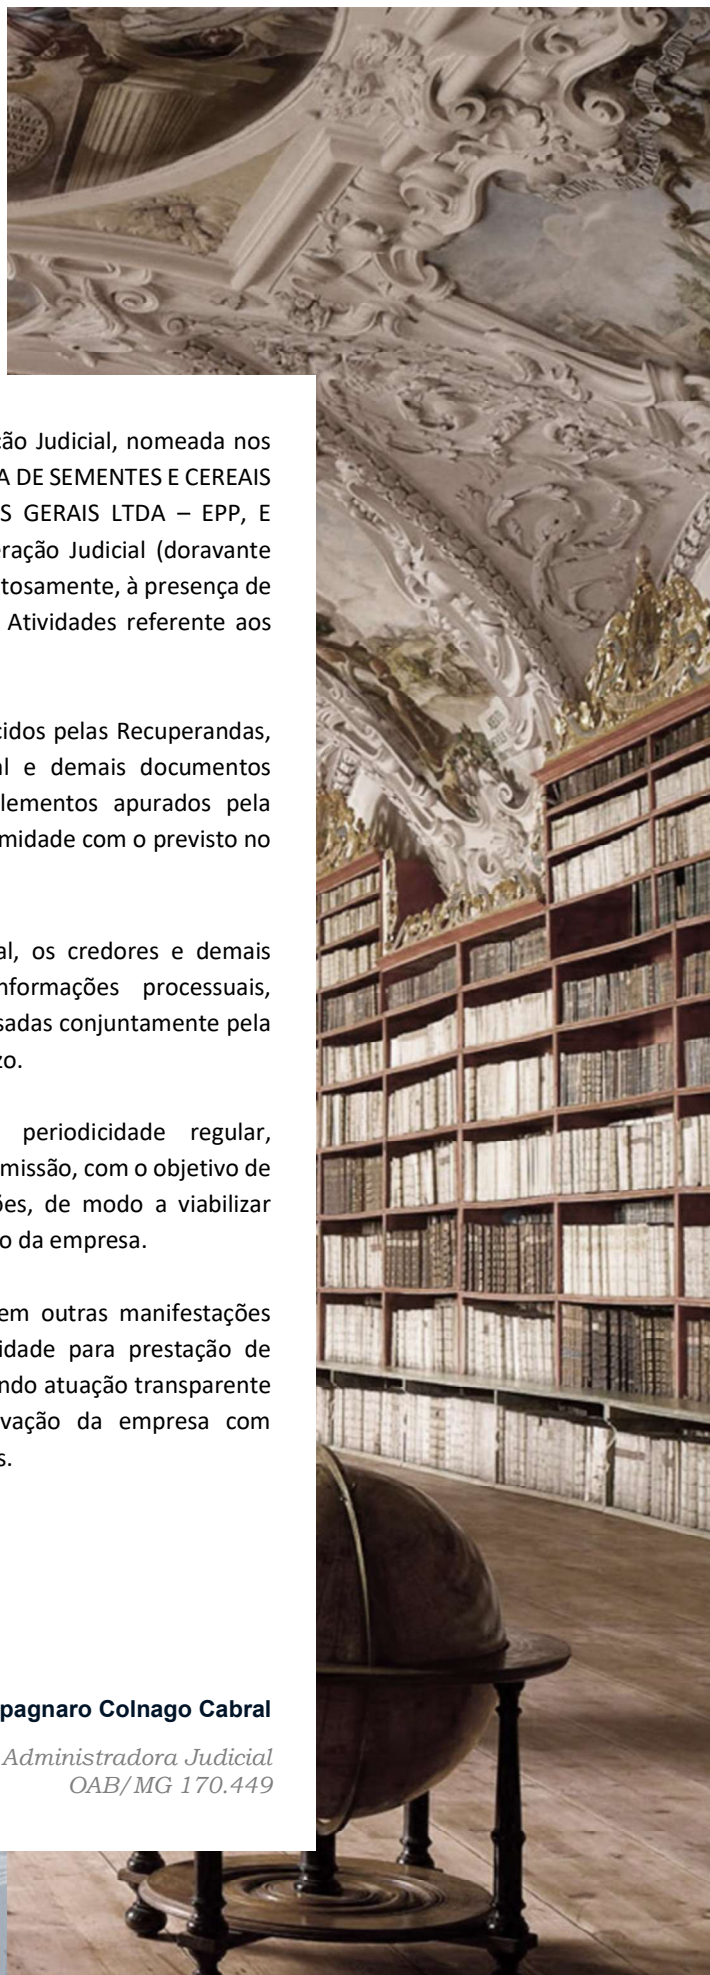 ção Judicial, nomeada nos
A DE SEMENTES E CEREAIS
S GERAIS LTDA – EPP, E
eração Judicial (doravante
tosamente, à presença de
Atividades referente aos
cidos pelas Recuperandas,
al e demais documentos
lementos apurados pela
midade com o previsto no
al, os credores e demais
nformações processuais,
sadas conjuntamente pela
zo.
periodicidade regular,
missão, com o objetivo de
ões, de modo a viabilizar
o da empresa.
em outras manifestações
idade para prestação de
ndo atuação transparente
vação da empresa com
s.
pagnaro Colnago Cabral
Administradora Judicial
OAB/MG 170.449